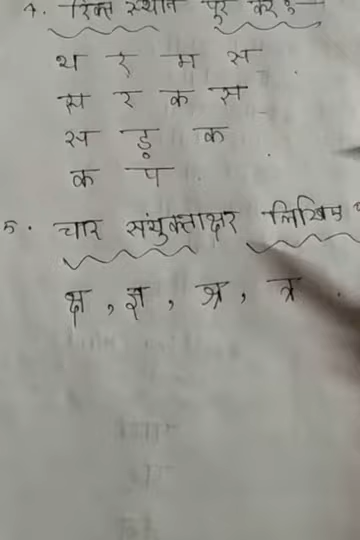 4. रिक्त स्थान पुरे करे :-
थ र म स
स र क स
स ड़ क
क प
5. चार संयुक्ताक्षर लिखिए
क्ष , ज्ञ , श्र , त्र .